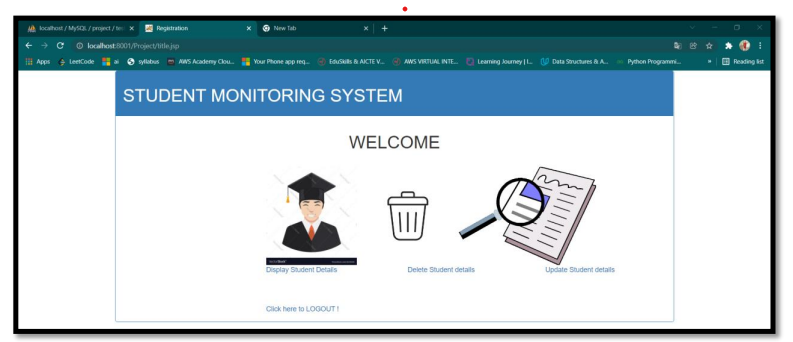 localhost / MySQL / project / tei
Registration
New Tab
localhost:8001/Project/title.jsp
Apps LeetCode ai syllabus AWS Academy Clou... Your Phone app req... EduSkills & AICTE V... AWS VIRTUAL INTE... Learning Journey | I... Data Structures & A... Python Programmi... » Reading list
STUDENT MONITORING SYSTEM
WELCOME
Display Student Details Delete Student details Update Student details
Click here to LOGOUT !